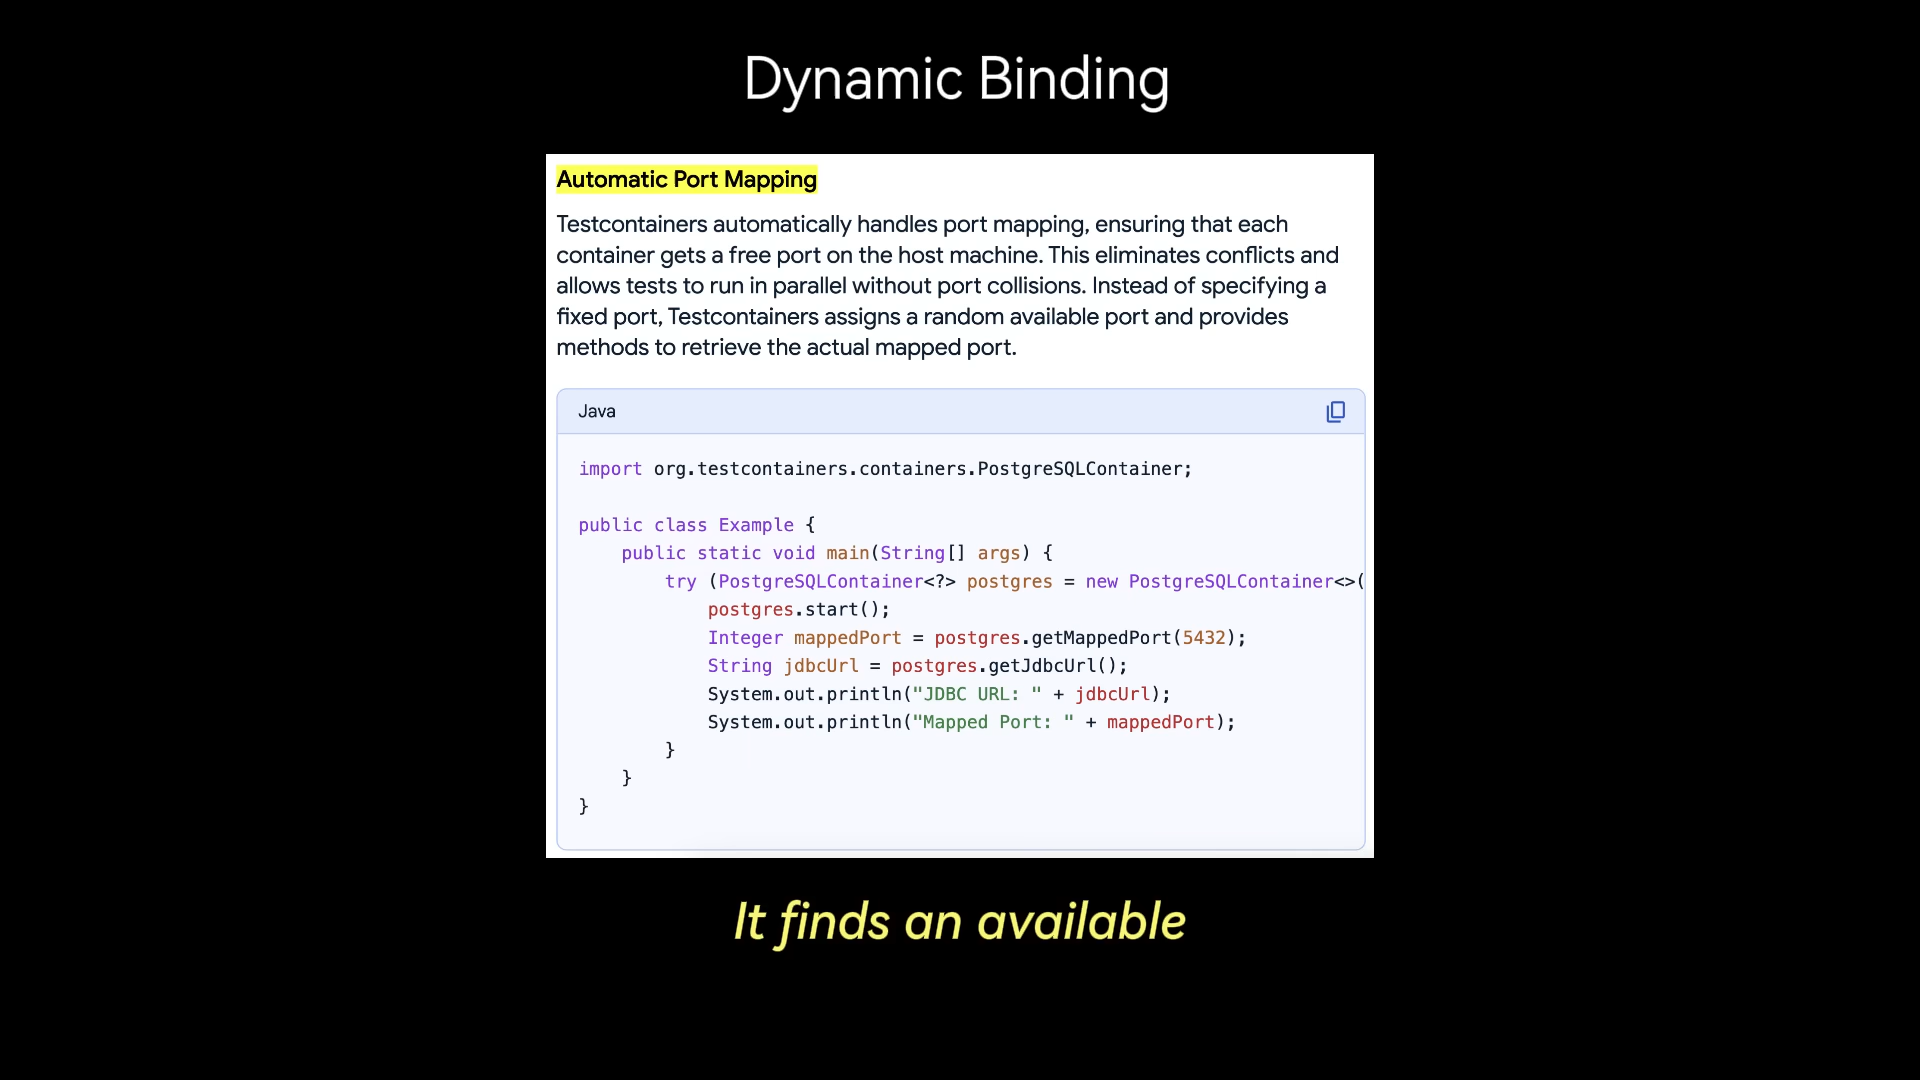 Dynamic Binding
Automatic Port Mapping
Testcontainers automatically handles port mapping, ensuring that each
container gets a free port on the host machine. This eliminates conflicts and
allows tests to run in parallel without port collisions. Instead of specifying a
fixed port, Testcontainers assigns a random available port and provides
methods to retrieve the actual mapped port.
Java
import org.testcontainers.containers.PostgreSQLContainer;
public class Example {
    public static void main(String[] args) {
        try (PostgreSQLContainer<?> postgres = new PostgreSQLContainer<>(
            postgres.start();
            Integer mappedPort = postgres.getMappedPort(5432);
            String jdbcUrl = postgres.getJdbcUrl();
            System.out.println("JDBC URL: " + jdbcUrl);
            System.out.println("Mapped Port: " + mappedPort);
        }
    }
}
It finds an available